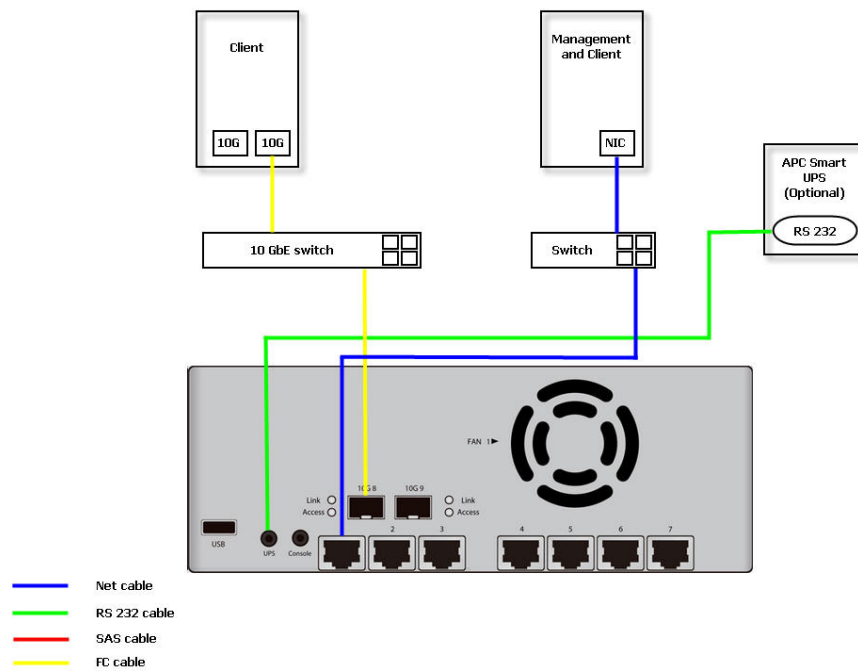 Client
10G
10G
Management
and Client
NIC
APC Smart
UPS
(Optional)
RS 232
10 GbE switch
Switch
FAN 1
10G 8
10G 9
Link
Access
Link
Access
USB
UPS
Console
2
3
4
5
6
7
Net cable
RS 232 cable
SAS cable
FC cable